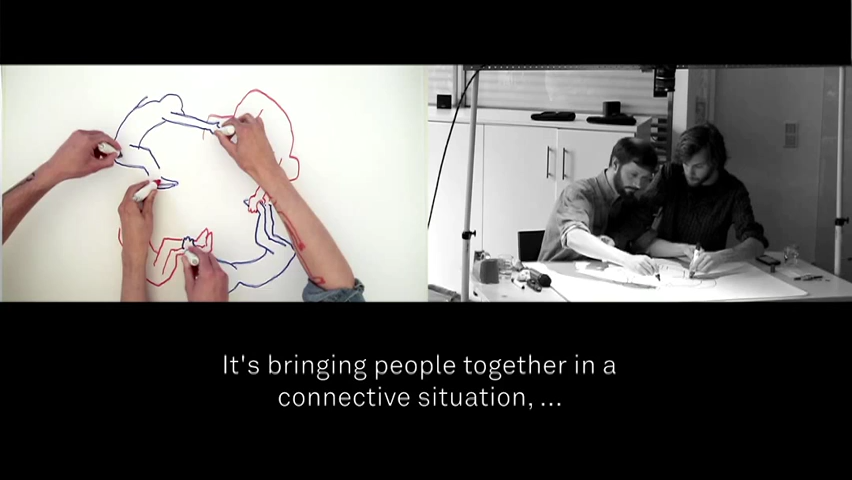 It's bringing people together in a
connective situation, ...